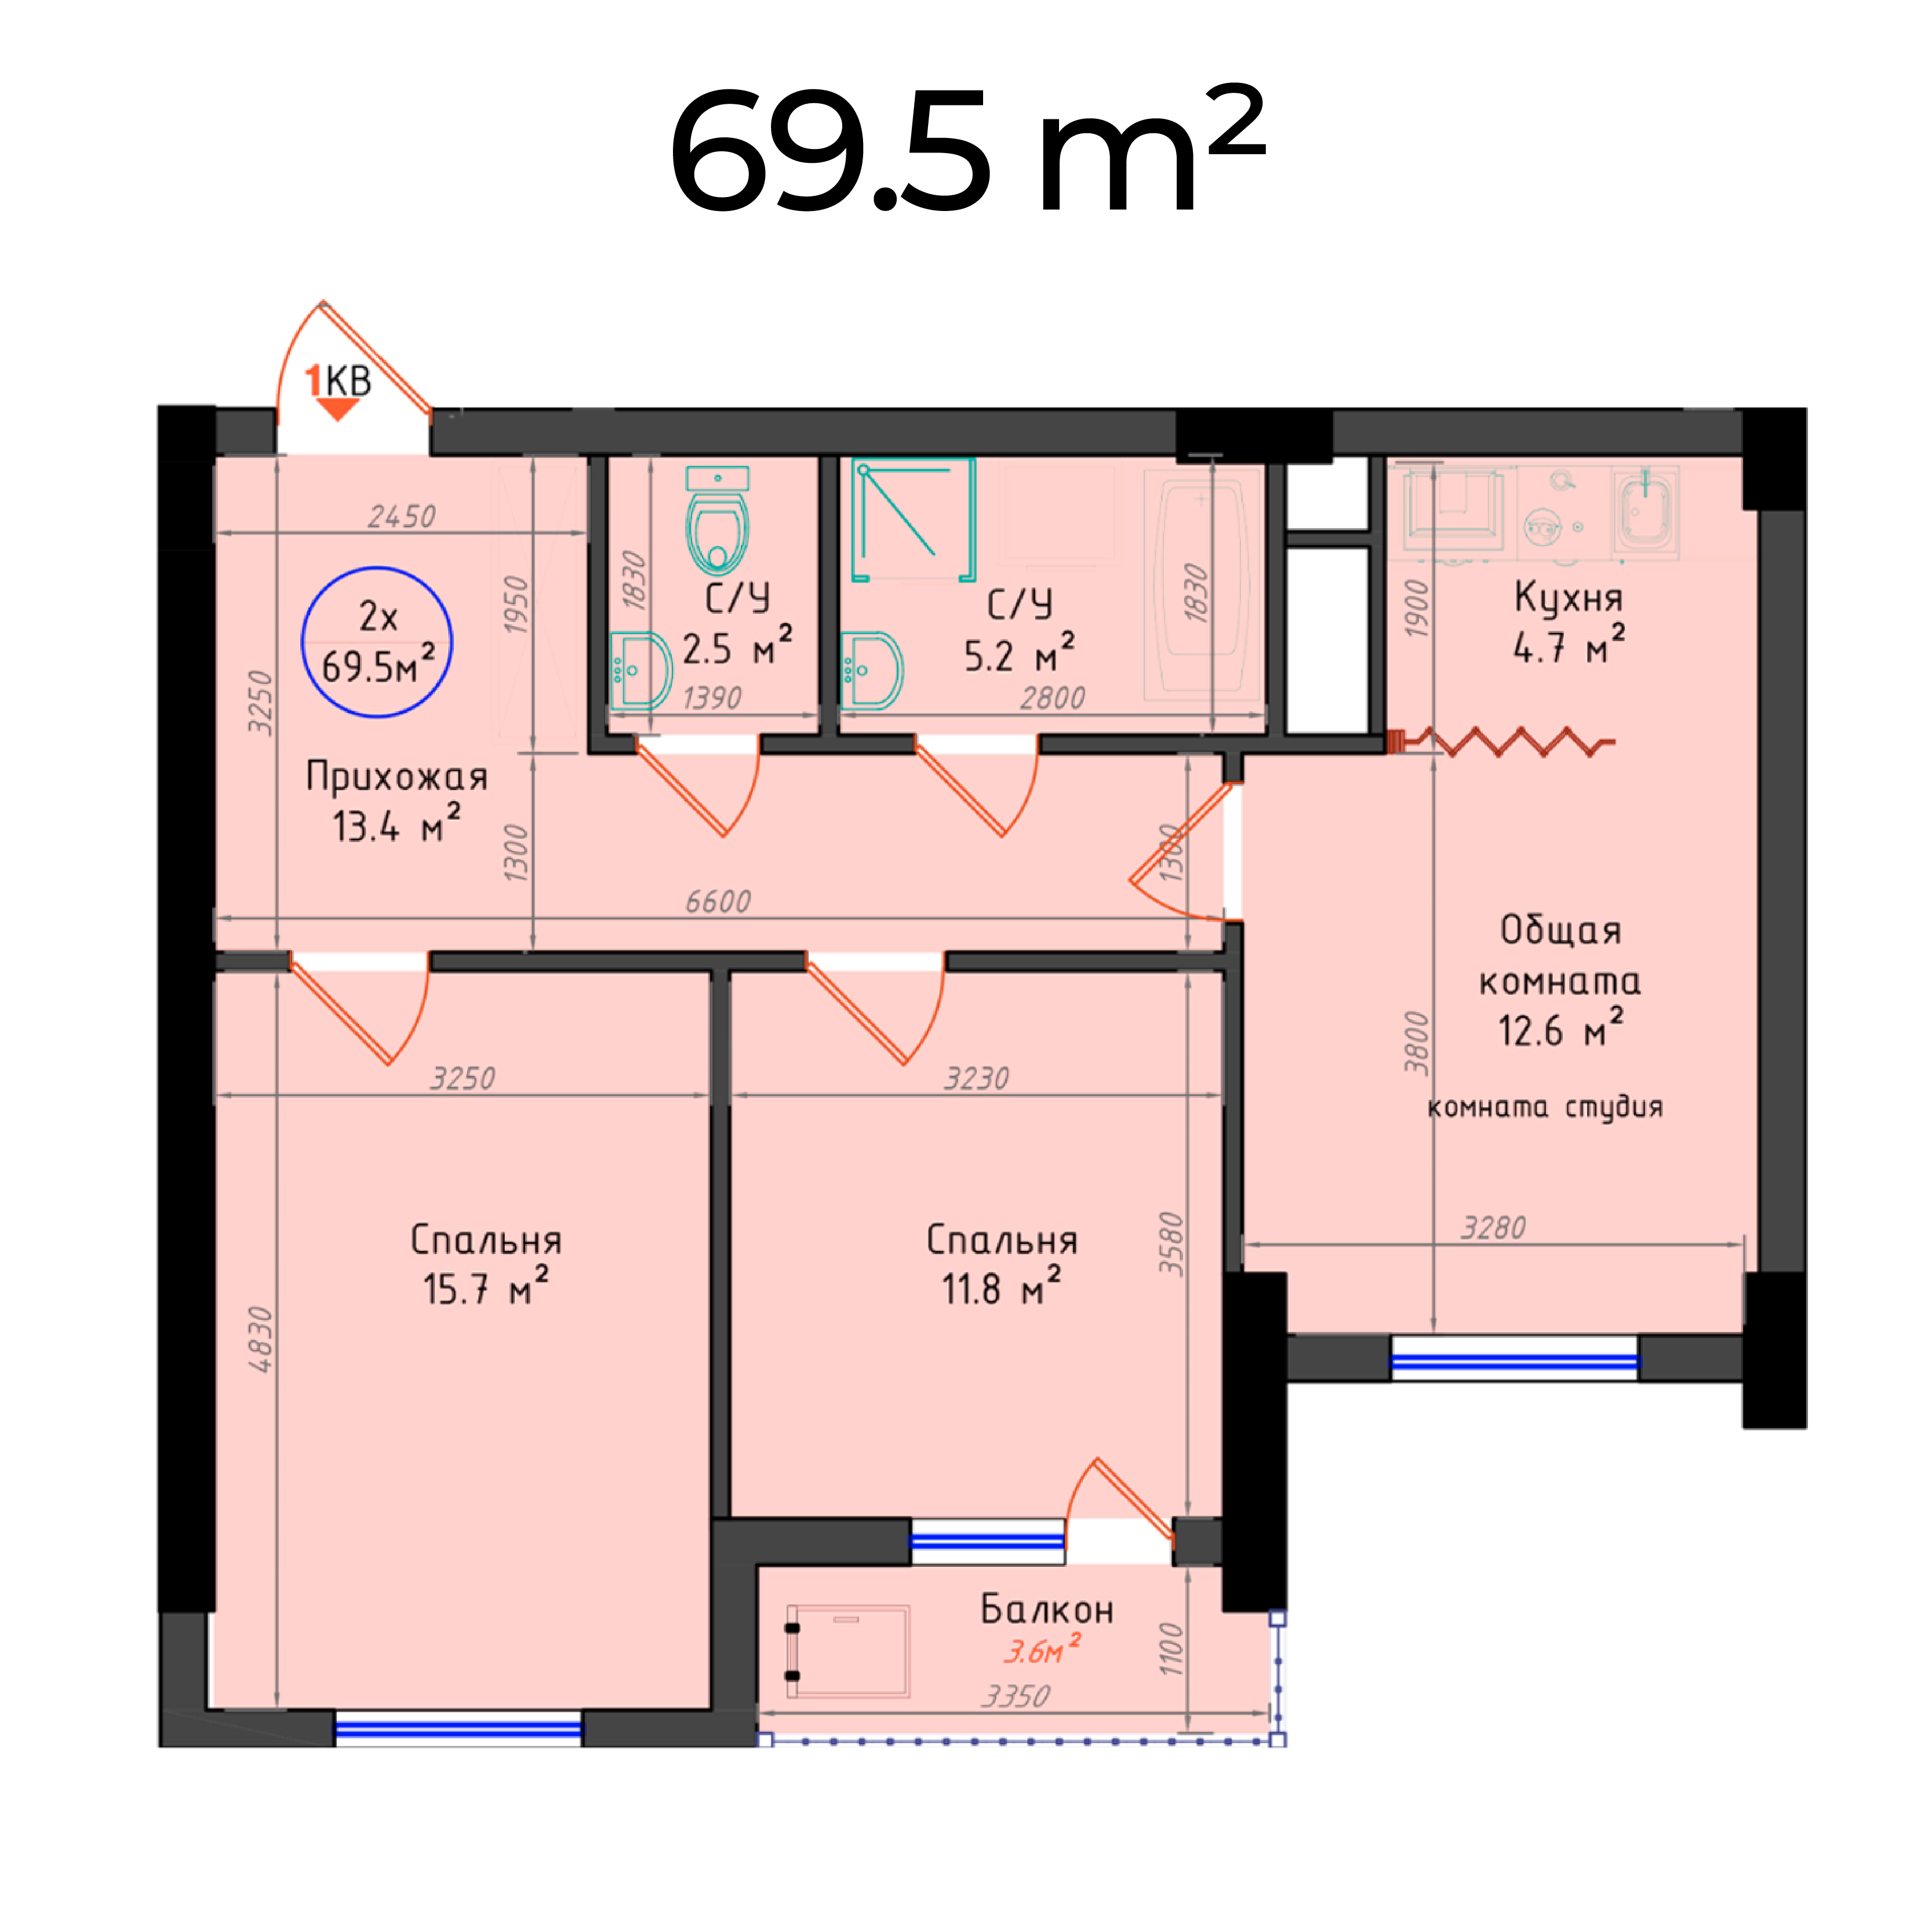 69.5 m²
1КВ
2450
2х
69.5м²
3250
1950
Прихожая
13.4 м²
1300
6600
1830
С/У
2.5 м²
1390
С/У
5.2 м²
2800
1830
1300
1900
Кухня
4.7 м²
Общая
комната
12.6 м²
комната студия
3800
3280
3250
Спальня
15.7 м²
4830
3230
Спальня
11.8 м²
3580
Балкон
3.6м²
3350
1100